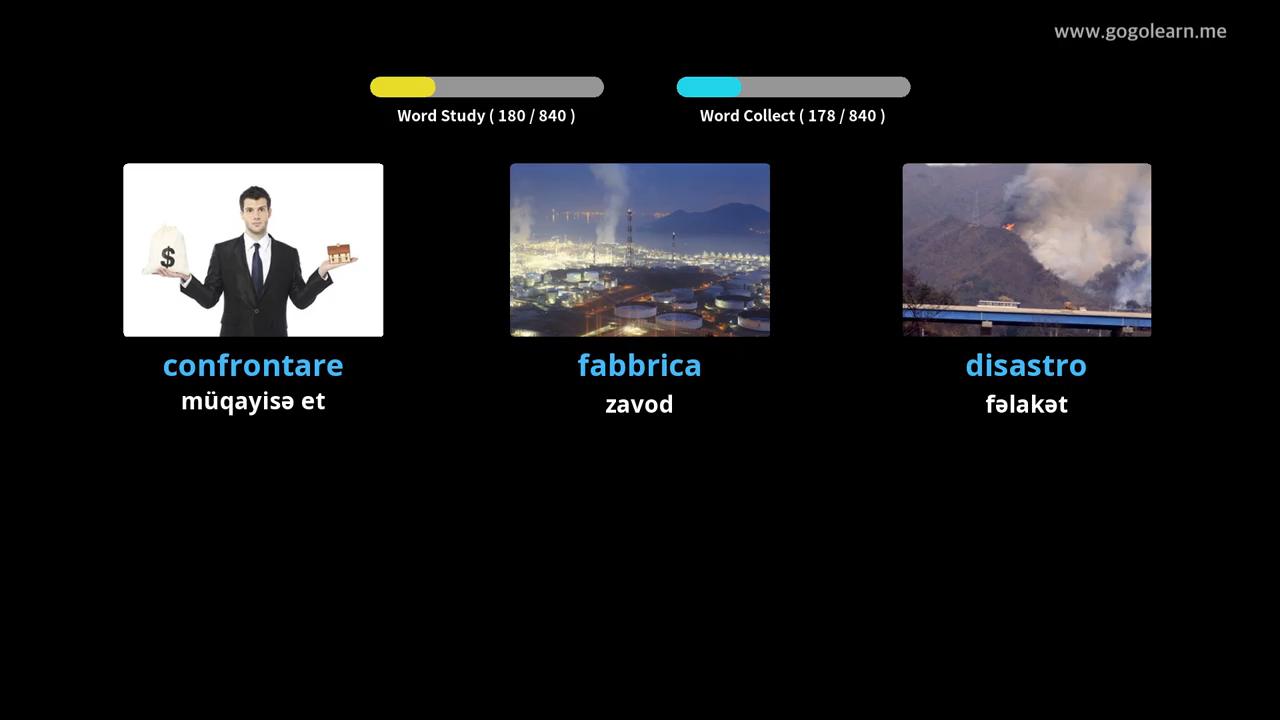 www.gogolearn.me
Word Study ( 180 / 840 )
Word Collect ( 178 / 840 )
$
confrontare
müqayisə et
fabbrica
zavod
disastro
fəlakət